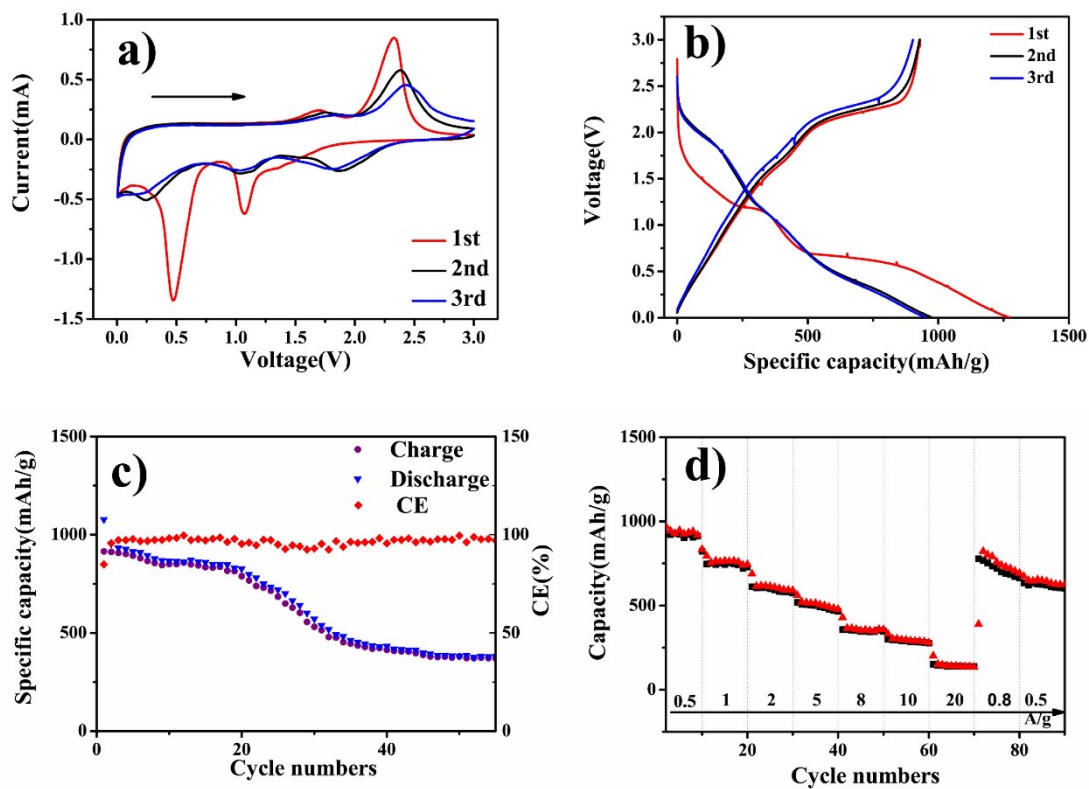 a)
1.0
0.5
0.0
-0.5
-1.0
-1.5
Current(mA)
1st
2nd
3rd
0.0 0.5 1.0 1.5 2.0 2.5 3.0
Voltage(V)
b)
1st
2nd
3rd
3.0
2.5
2.0
1.5
1.0
0.5
0.0
Voltage(V)
0 500 1000 1500
Specific capacity(mAh/g)
c)
Charge
Discharge
CE
1500
1000
500
0
Specific capacity(mAh/g)
150
100
50
0
CE(%)
0 20 40
Cycle numbers
d)
1500
1000
500
0
Capacity(mAh/g)
0.5 1 2 5 8 10 20 0.8 0.5
A/g
20 40 60 80
Cycle numbers